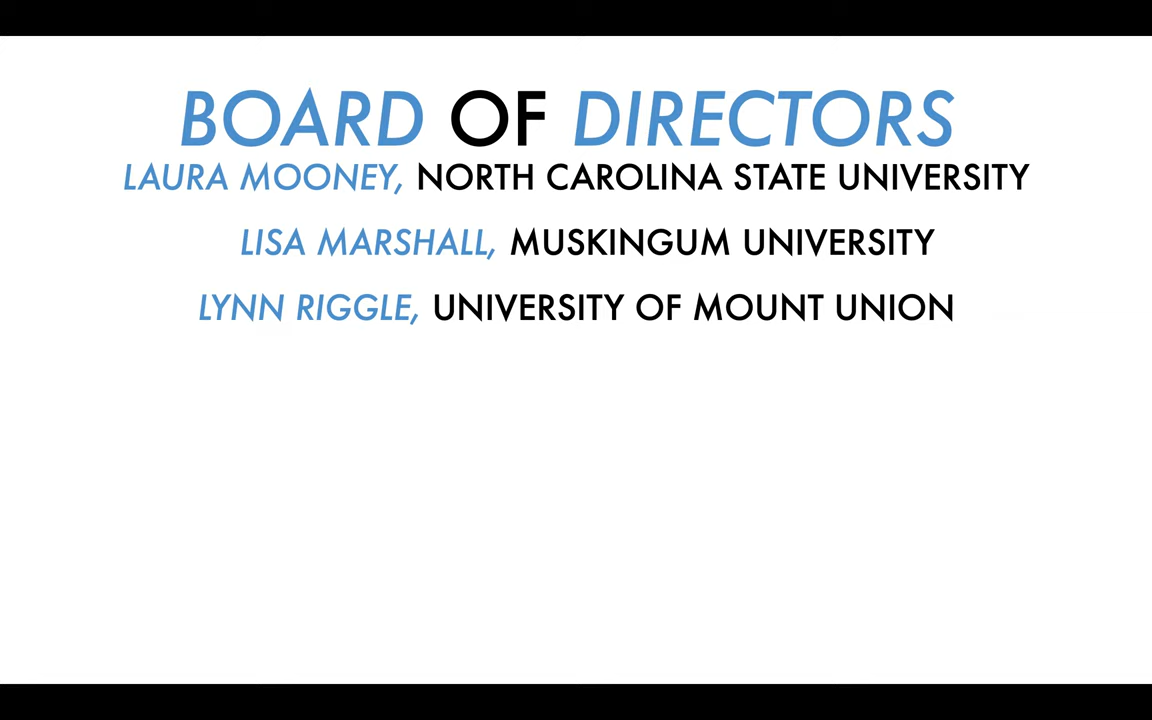 BOARD OF DIRECTORS
LAURA MOONEY, NORTH CAROLINA STATE UNIVERSITY
LISA MARSHALL, MUSKINGUM UNIVERSITY
LYNN RIGGLE, UNIVERSITY OF MOUNT UNION